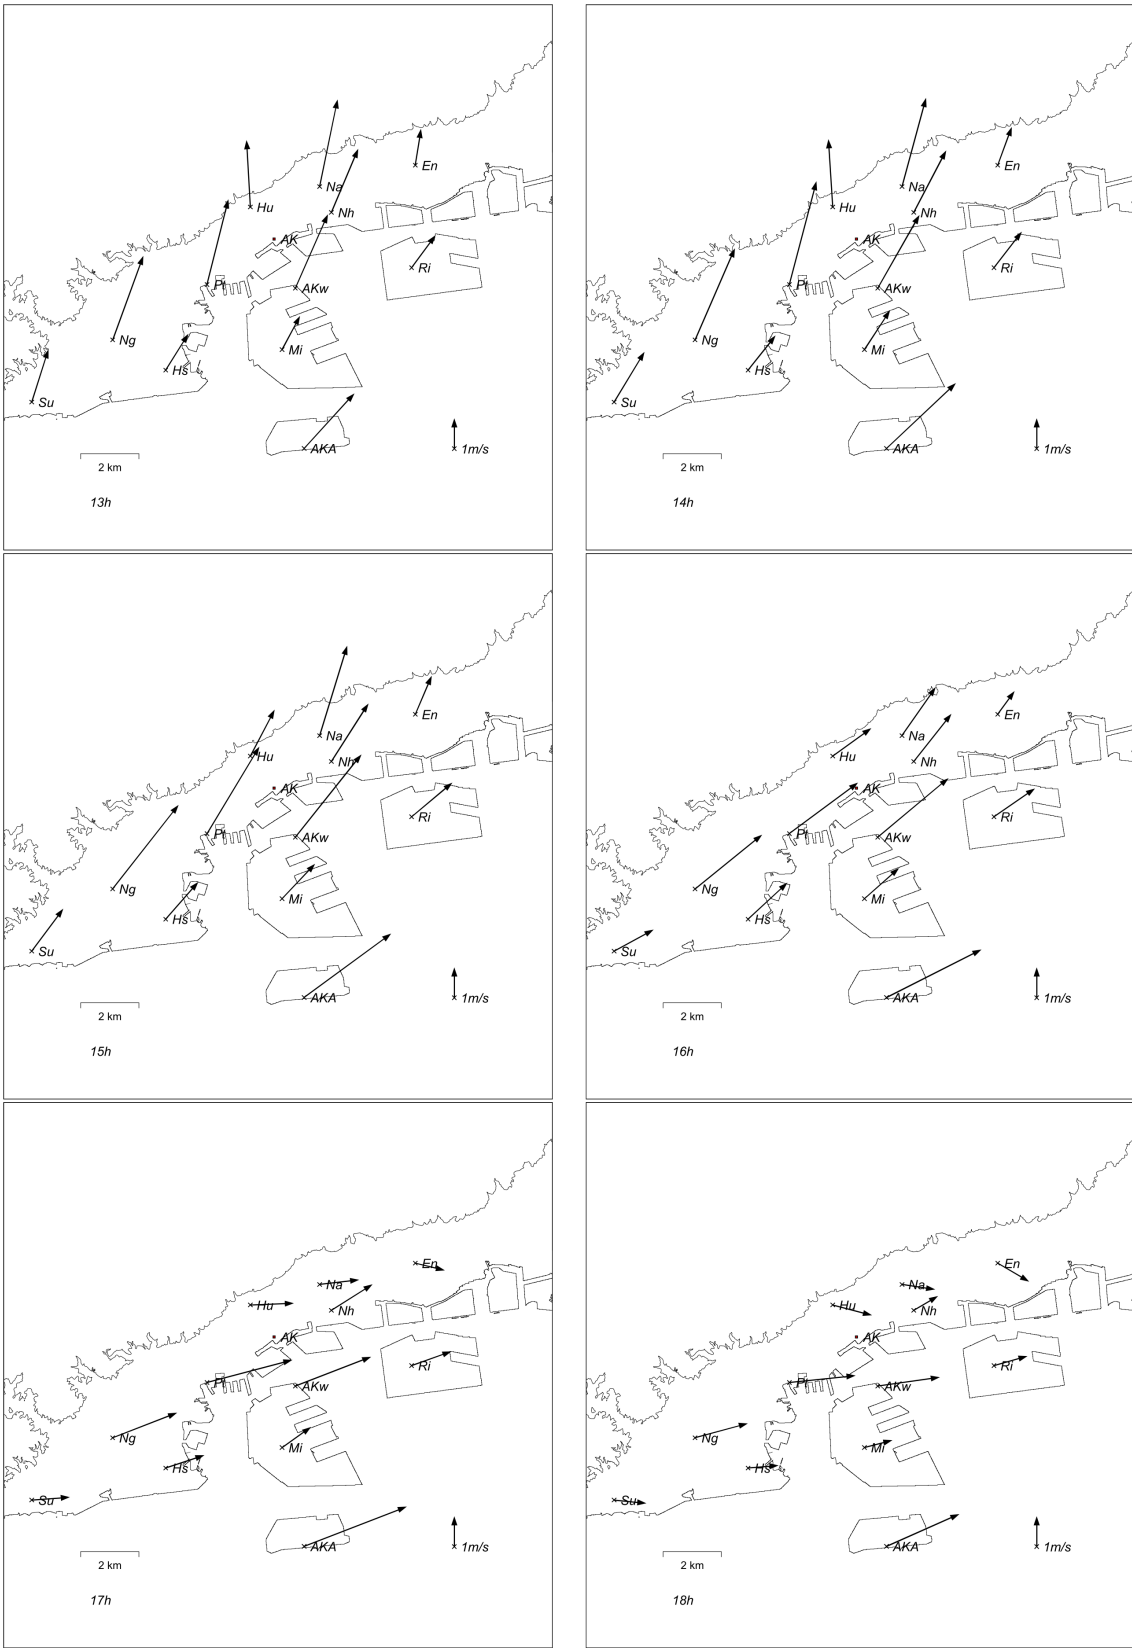 En
Na
Hu
Nh
AK
Ri
Pi
AKw
Ng
Mi
Hs
Su
AKA
1m/s
2 km
13h
En
Na
Hu
Nh
AK
Ri
Pi
AKw
Ng
Mi
Hs
Su
AKA
1m/s
2 km
14h
En
Na
Hu
Nh
AK
Ri
Pi
AKw
Ng
Mi
Hs
Su
AKA
1m/s
2 km
15h
En
Na
Hu
Nh
AK
Ri
Pi
AKw
Ng
Mi
Hs
Su
AKA
1m/s
2 km
16h
En
Na
Hu
Nh
AK
Ri
Pi
AKw
Ng
Mi
Hs
Su
AKA
1m/s
2 km
17h
En
Na
Hu
Nh
AK
Ri
Pi
AKw
Ng
Mi
Hs
Su
AKA
1m/s
2 km
18h